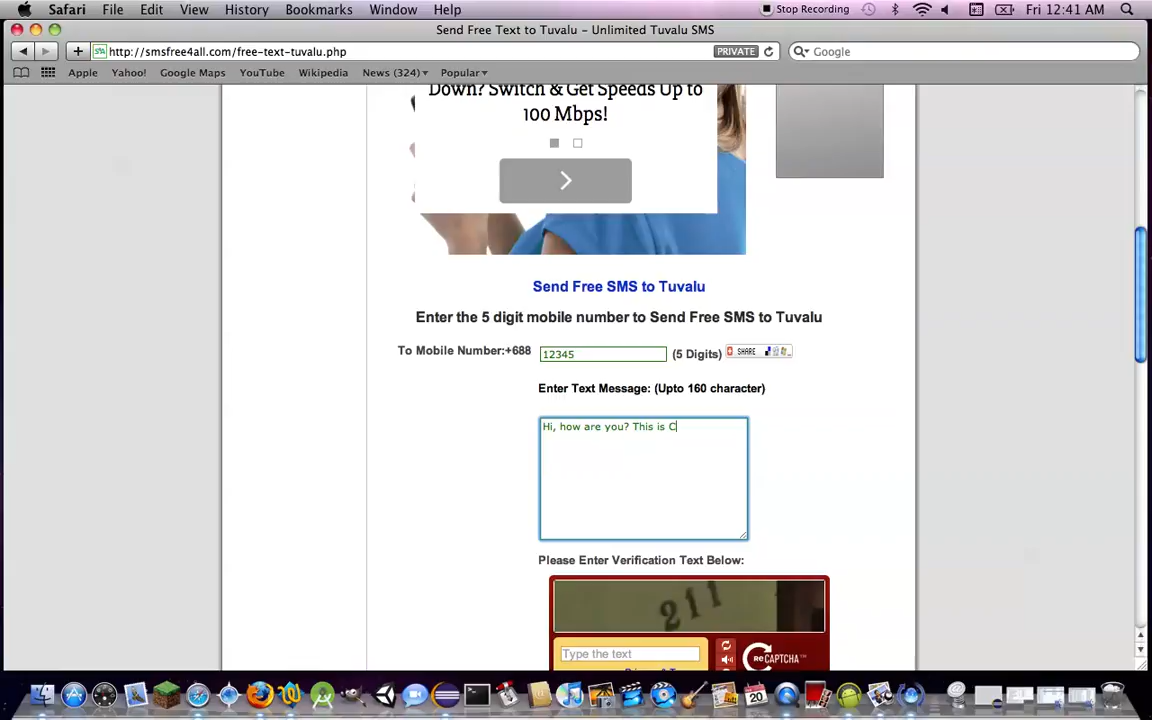 Safari File Edit View History Bookmarks Window Help Stop Recording Fri 12:41 AM
Send Free Text to Tuvalu – Unlimited Tuvalu SMS
http://smsfree4all.com/free-text-tuvalu.php PRIVATE Google
Apple Yahoo! Google Maps YouTube Wikipedia News (324) Popular
Down? Switch & Get Speeds Up to
100 Mbps!
Send Free SMS to Tuvalu
Enter the 5 digit mobile number to Send Free SMS to Tuvalu
To Mobile Number:+688 12345 (5 Digits) SHARE
Enter Text Message: (Upto 160 character)
Hi, how are you? This is C
Please Enter Verification Text Below:
211
Type the text reCAPTCHA™
20